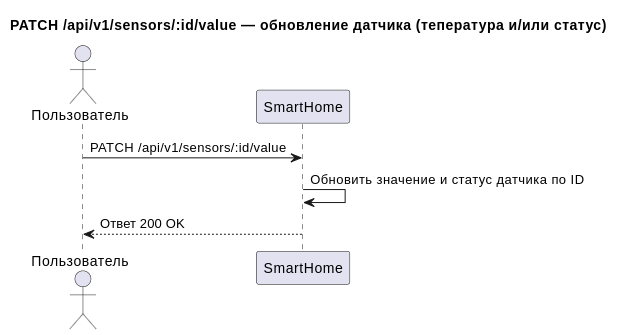 PATCH /api/v1/sensors/:id/value — обновление датчика (тепература и/или статус)
Пользователь
SmartHome
PATCH /api/v1/sensors/:id/value
Обновить значение и статус датчика по ID
Ответ 200 OK
Пользователь
SmartHome